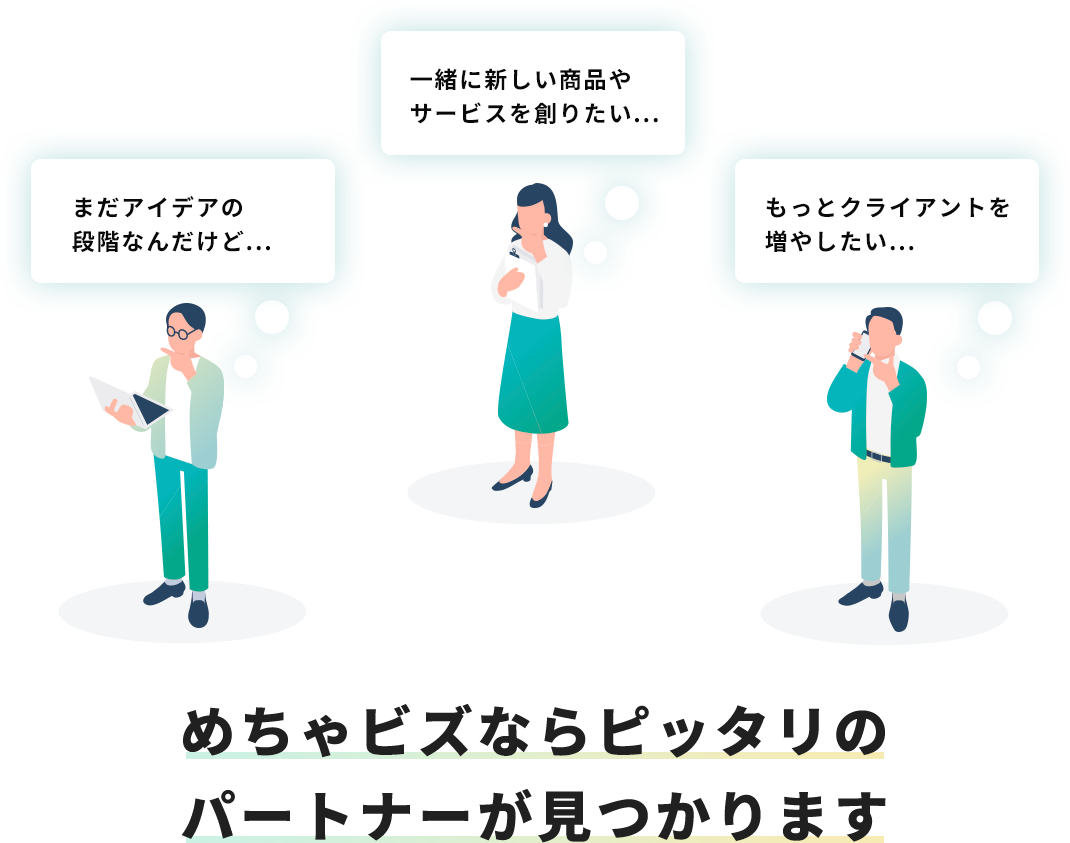 一緒に新しい商品や
サービスを創りたい...
まだアイデアの
段階なんだけど...
もっとクライアントを
増やしたい...
めちゃビズならピッタリの
パートナーが見つかります